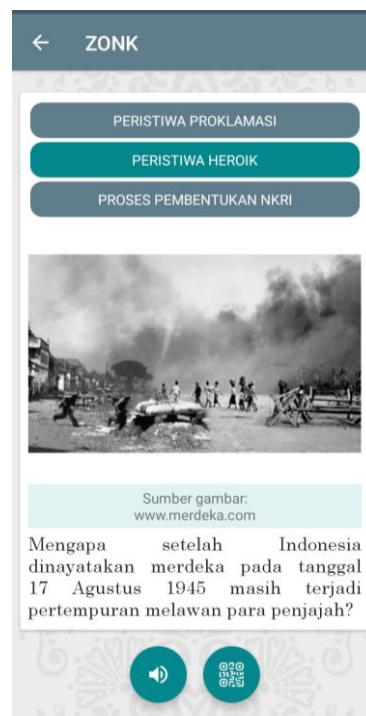 ZONK
PERISTIWA PROKLAMASI
PERISTIWA HEROIK
PROSES PEMBENTUKAN NKRI
Sumber gambar:
www.merdeka.com
Mengapa setelah Indonesia
dinayatakan merdeka pada tanggal
17 Agustus 1945 masih terjadi
pertempuran melawan para penjajah?